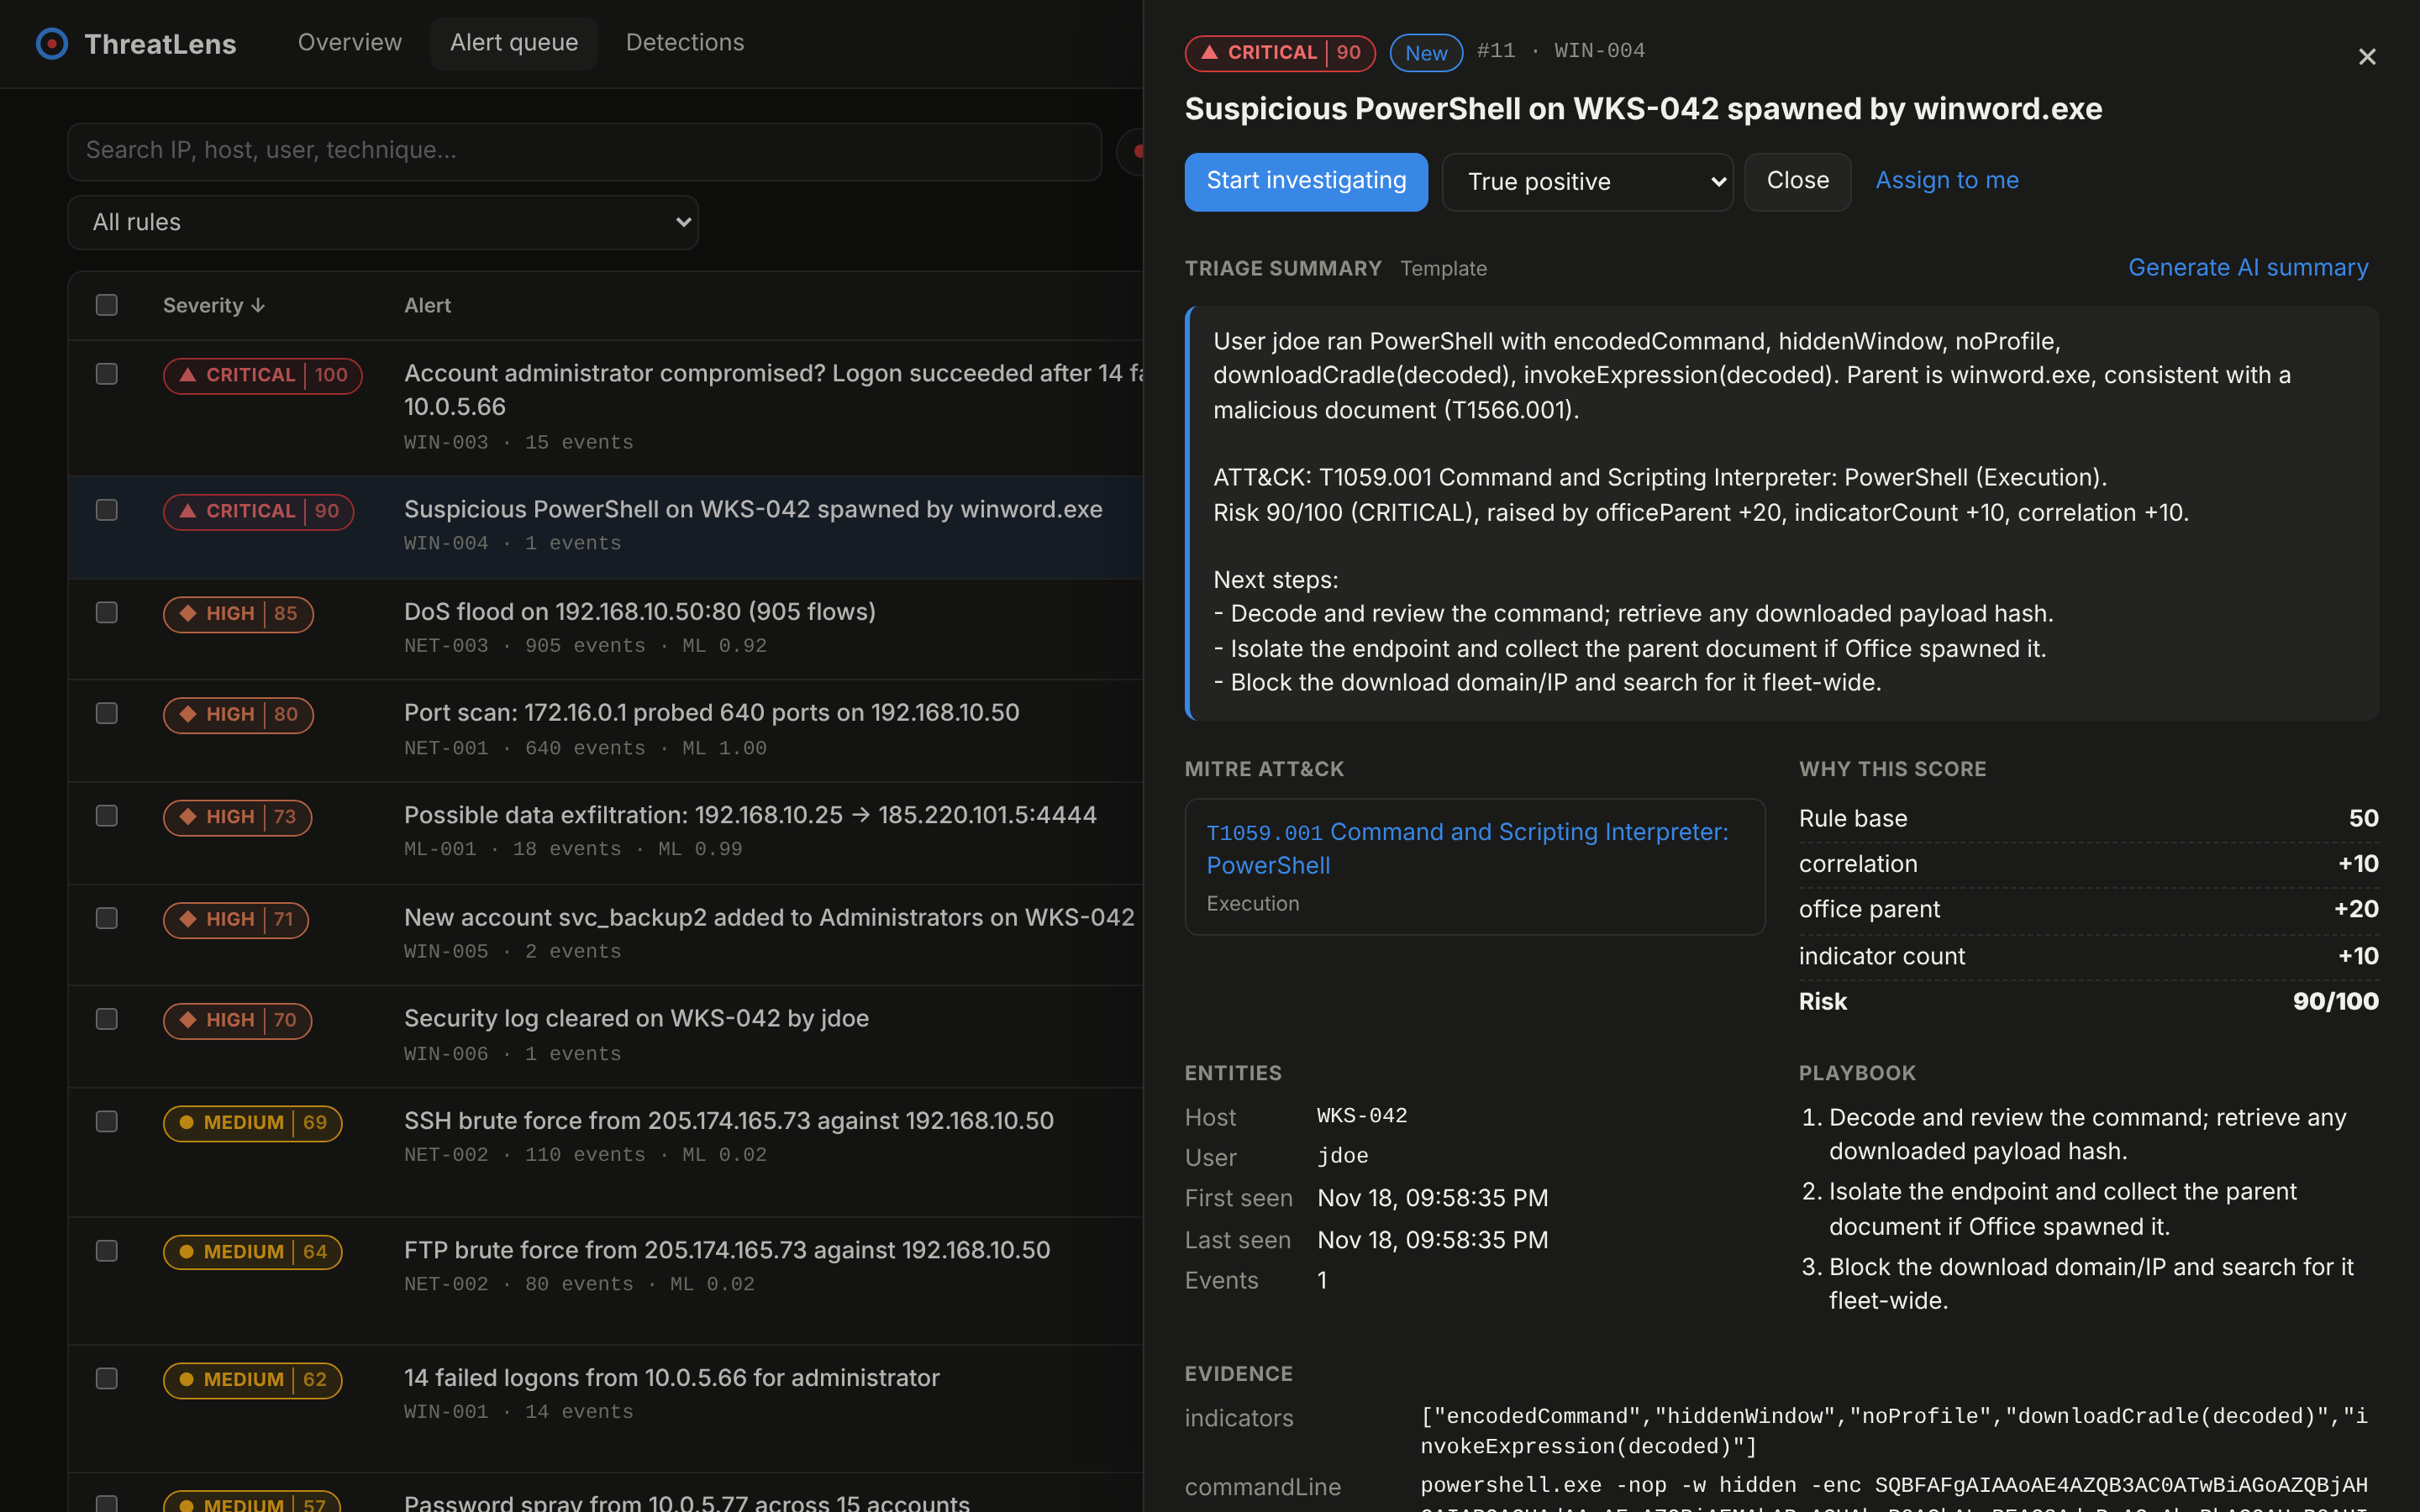 ThreatLens
Overview
Alert queue
Detections
Search IP, host, user, technique...
All rules
Severity ↓
Alert
CRITICAL | 100
Account administrator compromised? Logon succeeded after 14
10.0.5.66
WIN-003 · 15 events
CRITICAL | 90
Suspicious PowerShell on WKS-042 spawned by winword.exe
WIN-004 · 1 events
HIGH | 85
DoS flood on 192.168.10.50:80 (905 flows)
NET-003 · 905 events · ML 0.92
HIGH | 80
Port scan: 172.16.0.1 probed 640 ports on 192.168.10.50
NET-001 · 640 events · ML 1.00
HIGH | 73
Possible data exfiltration: 192.168.10.25 → 185.220.101.5:4444
ML-001 · 18 events · ML 0.99
HIGH | 71
New account svc_backup2 added to Administrators on WKS-042
WIN-005 · 2 events
HIGH | 70
Security log cleared on WKS-042 by jdoe
WIN-006 · 1 events
MEDIUM | 69
SSH brute force from 205.174.165.73 against 192.168.10.50
NET-002 · 110 events · ML 0.02
MEDIUM | 64
FTP brute force from 205.174.165.73 against 192.168.10.50
NET-002 · 80 events · ML 0.02
MEDIUM | 62
14 failed logons from 10.0.5.66 for administrator
WIN-001 · 14 events
MEDIUM | 57
Password spray from 10.0.5.77 across 15 accounts
CRITICAL | 90
New
#11 · WIN-004
×
Suspicious PowerShell on WKS-042 spawned by winword.exe
Start investigating
True positive
Close
Assign to me
TRIAGE SUMMARY Template
Generate AI summary
User jdoe ran PowerShell with encodedCommand, hiddenWindow, noProfile,
downloadCradle(decoded), invokeExpression(decoded). Parent is winword.exe, consistent with a
malicious document (T1566.001).
ATT&CK: T1059.001 Command and Scripting Interpreter: PowerShell (Execution).
Risk 90/100 (CRITICAL), raised by officeParent +20, indicatorCount +10, correlation +10.
Next steps:
- Decode and review the command; retrieve any downloaded payload hash.
- Isolate the endpoint and collect the parent document if Office spawned it.
- Block the download domain/IP and search for it fleet-wide.
MITRE ATT&CK
T1059.001 Command and Scripting Interpreter:
PowerShell
Execution
WHY THIS SCORE
Rule base 50
correlation +10
office parent +20
indicator count +10
Risk 90/100
ENTITIES
Host WKS-042
User jdoe
First seen Nov 18, 09:58:35 PM
Last seen Nov 18, 09:58:35 PM
Events 1
PLAYBOOK
1. Decode and review the command; retrieve any
downloaded payload hash.
2. Isolate the endpoint and collect the parent
document if Office spawned it.
3. Block the download domain/IP and search for it
fleet-wide.
EVIDENCE
indicators ["encodedCommand","hiddenWindow","noProfile","downloadCradle(decoded)","i
nvokeExpression(decoded)"]
commandLine powershell.exe -nop -w hidden -enc SQBFAFgAIAAoAE4AZQB3AC0ATwBiAGoAZQBjAH